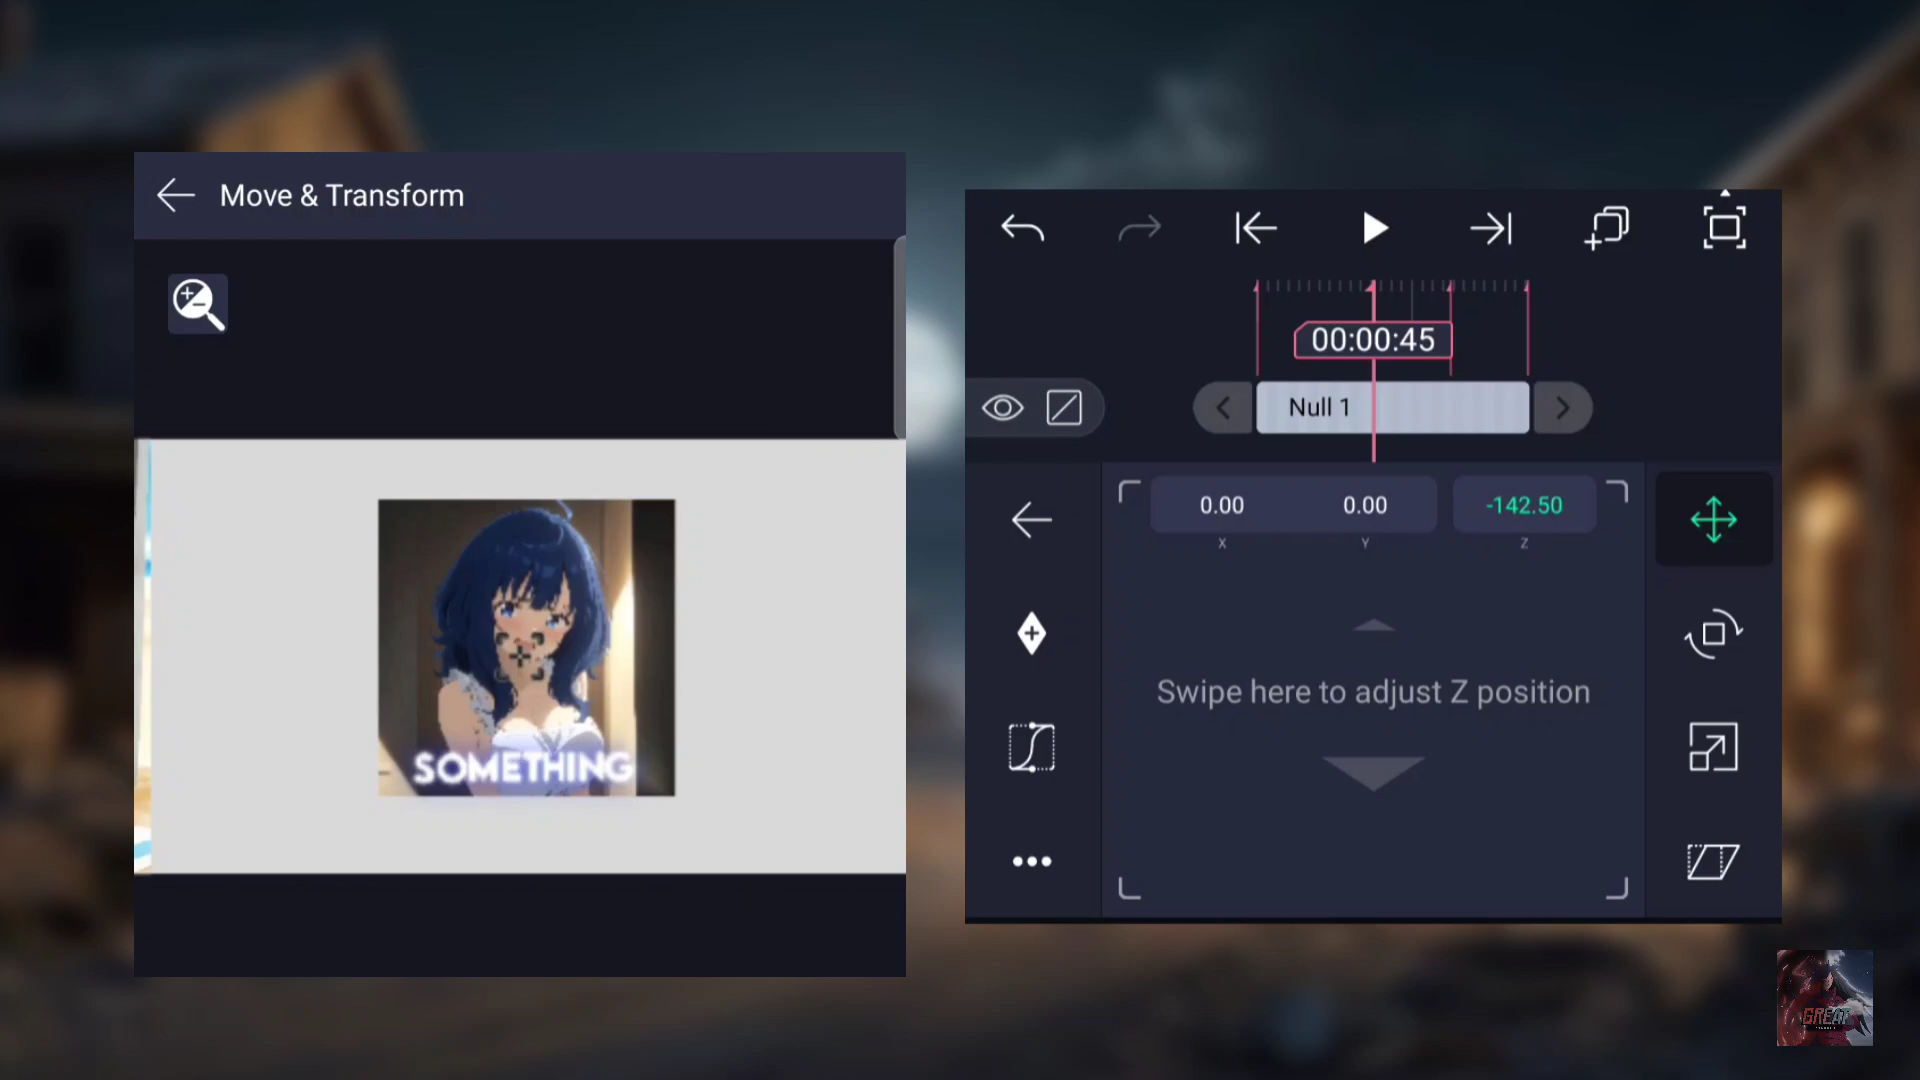 Move & Transform
SOMETHING
00:00:45
Null 1
0.00 0.00 -142.50
X Y Z
Swipe here to adjust Z position
GREAT